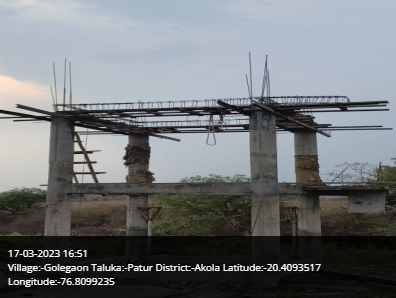 17-03-2023 16:51
Village:-Golegaon Taluka:-Patur District:-Akola Latitude:-20.4093517
Longitude:-76.8099235